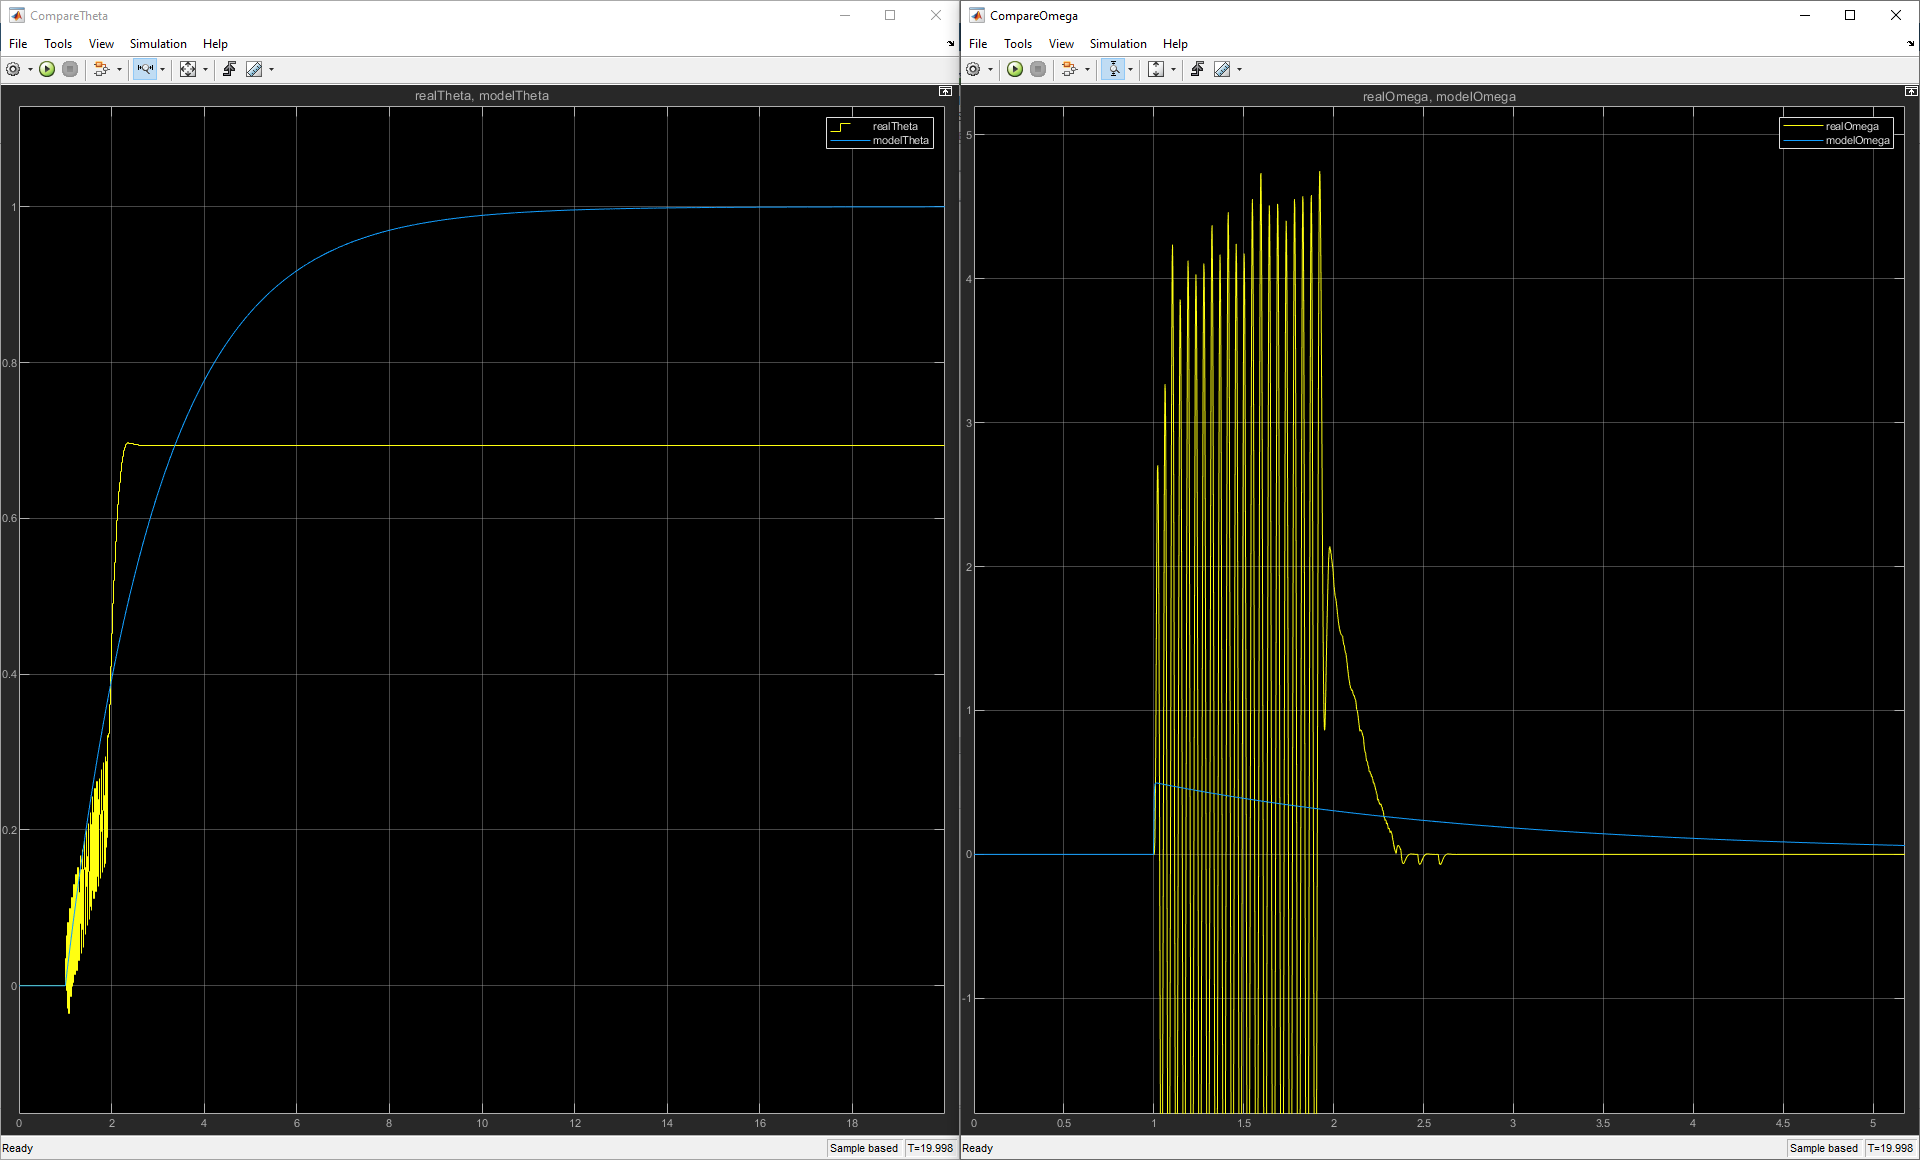 CompareTheta
File Tools View Simulation Help
realTheta, modelTheta
realTheta
modelTheta
1
0.8
0.6
0.4
0.2
0
0 2 4 6 8 10 12 14 16 18
Ready Sample based T=19.998
CompareOmega
File Tools View Simulation Help
realOmega, modelOmega
realOmega
modelOmega
5
4
3
2
1
0
-1
0 0.5 1 1.5 2 2.5 3 3.5 4 4.5 5
Ready Sample based T=19.998